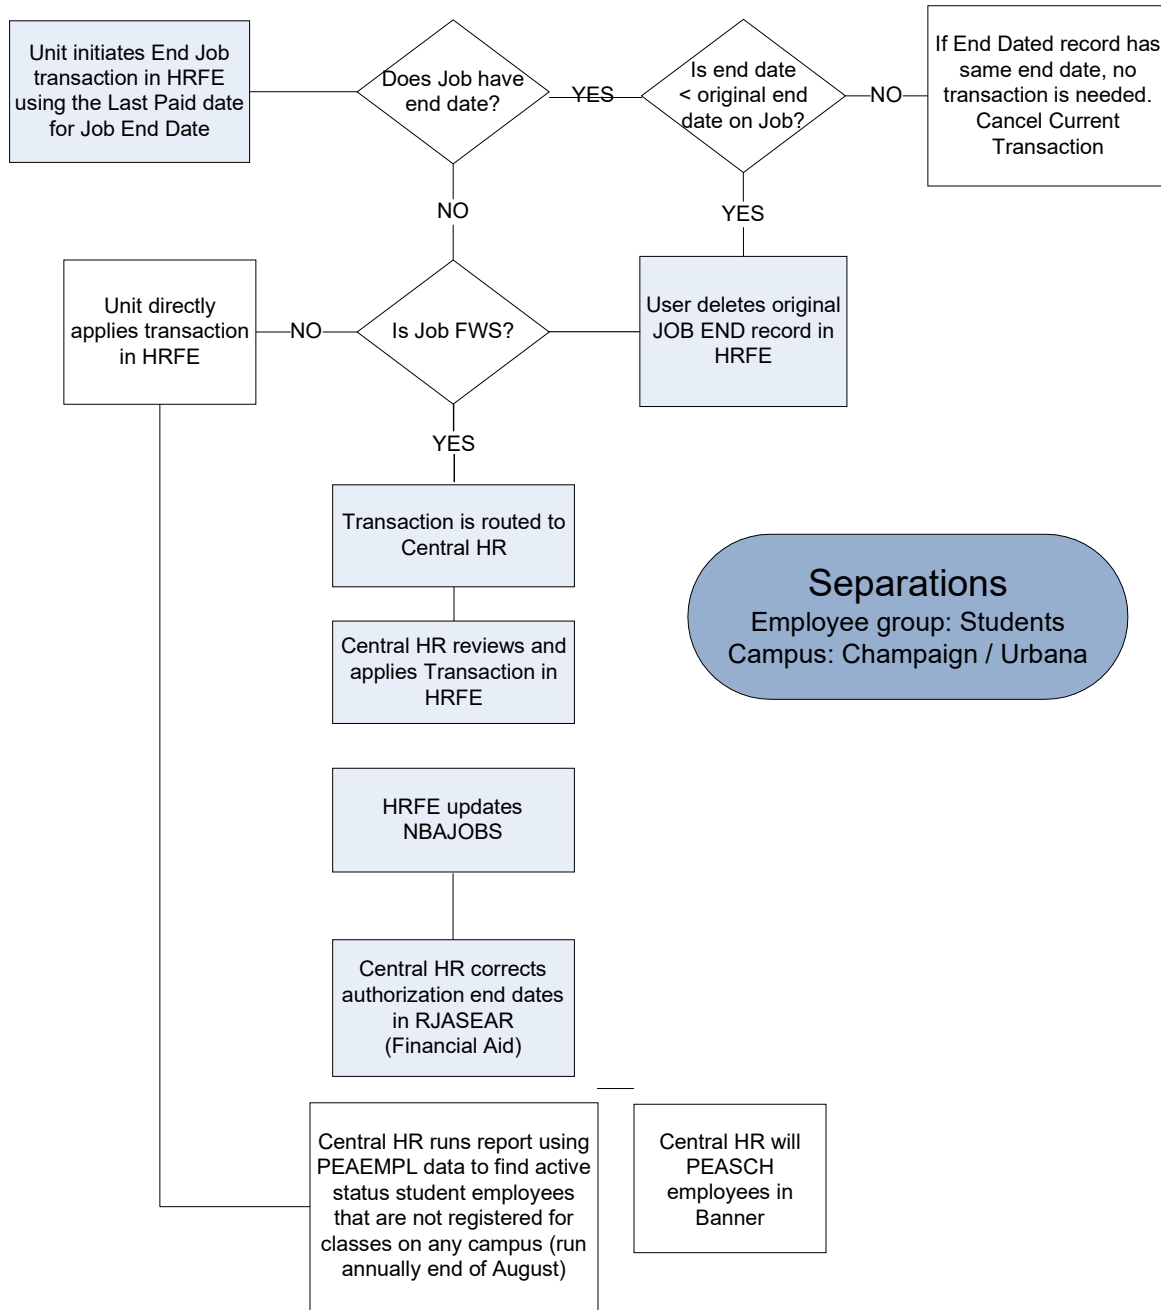 Unit initiates End Job
transaction in HRFE
using the Last Paid date
for Job End Date
Does Job have
end date?
YES
Is end date
< original end
date on Job?
NO
If End Dated record has
same end date, no
transaction is needed.
Cancel Current
Transaction
NO
YES
Unit directly
applies transaction
in HRFE
NO
Is Job FWS?
User deletes original
JOB END record in
HRFE
YES
Transaction is routed to
Central HR
Central HR reviews and
applies Transaction in
HRFE
Separations
Employee group: Students
Campus: Champaign / Urbana
HRFE updates
NBAJOBS
Central HR corrects
authorization end dates
in RJASEAR
(Financial Aid)
Central HR runs report using
PEAEMPL data to find active
status student employees
that are not registered for
classes on any campus (run
annually end of August)
Central HR will
PEASCH
employees in
Banner